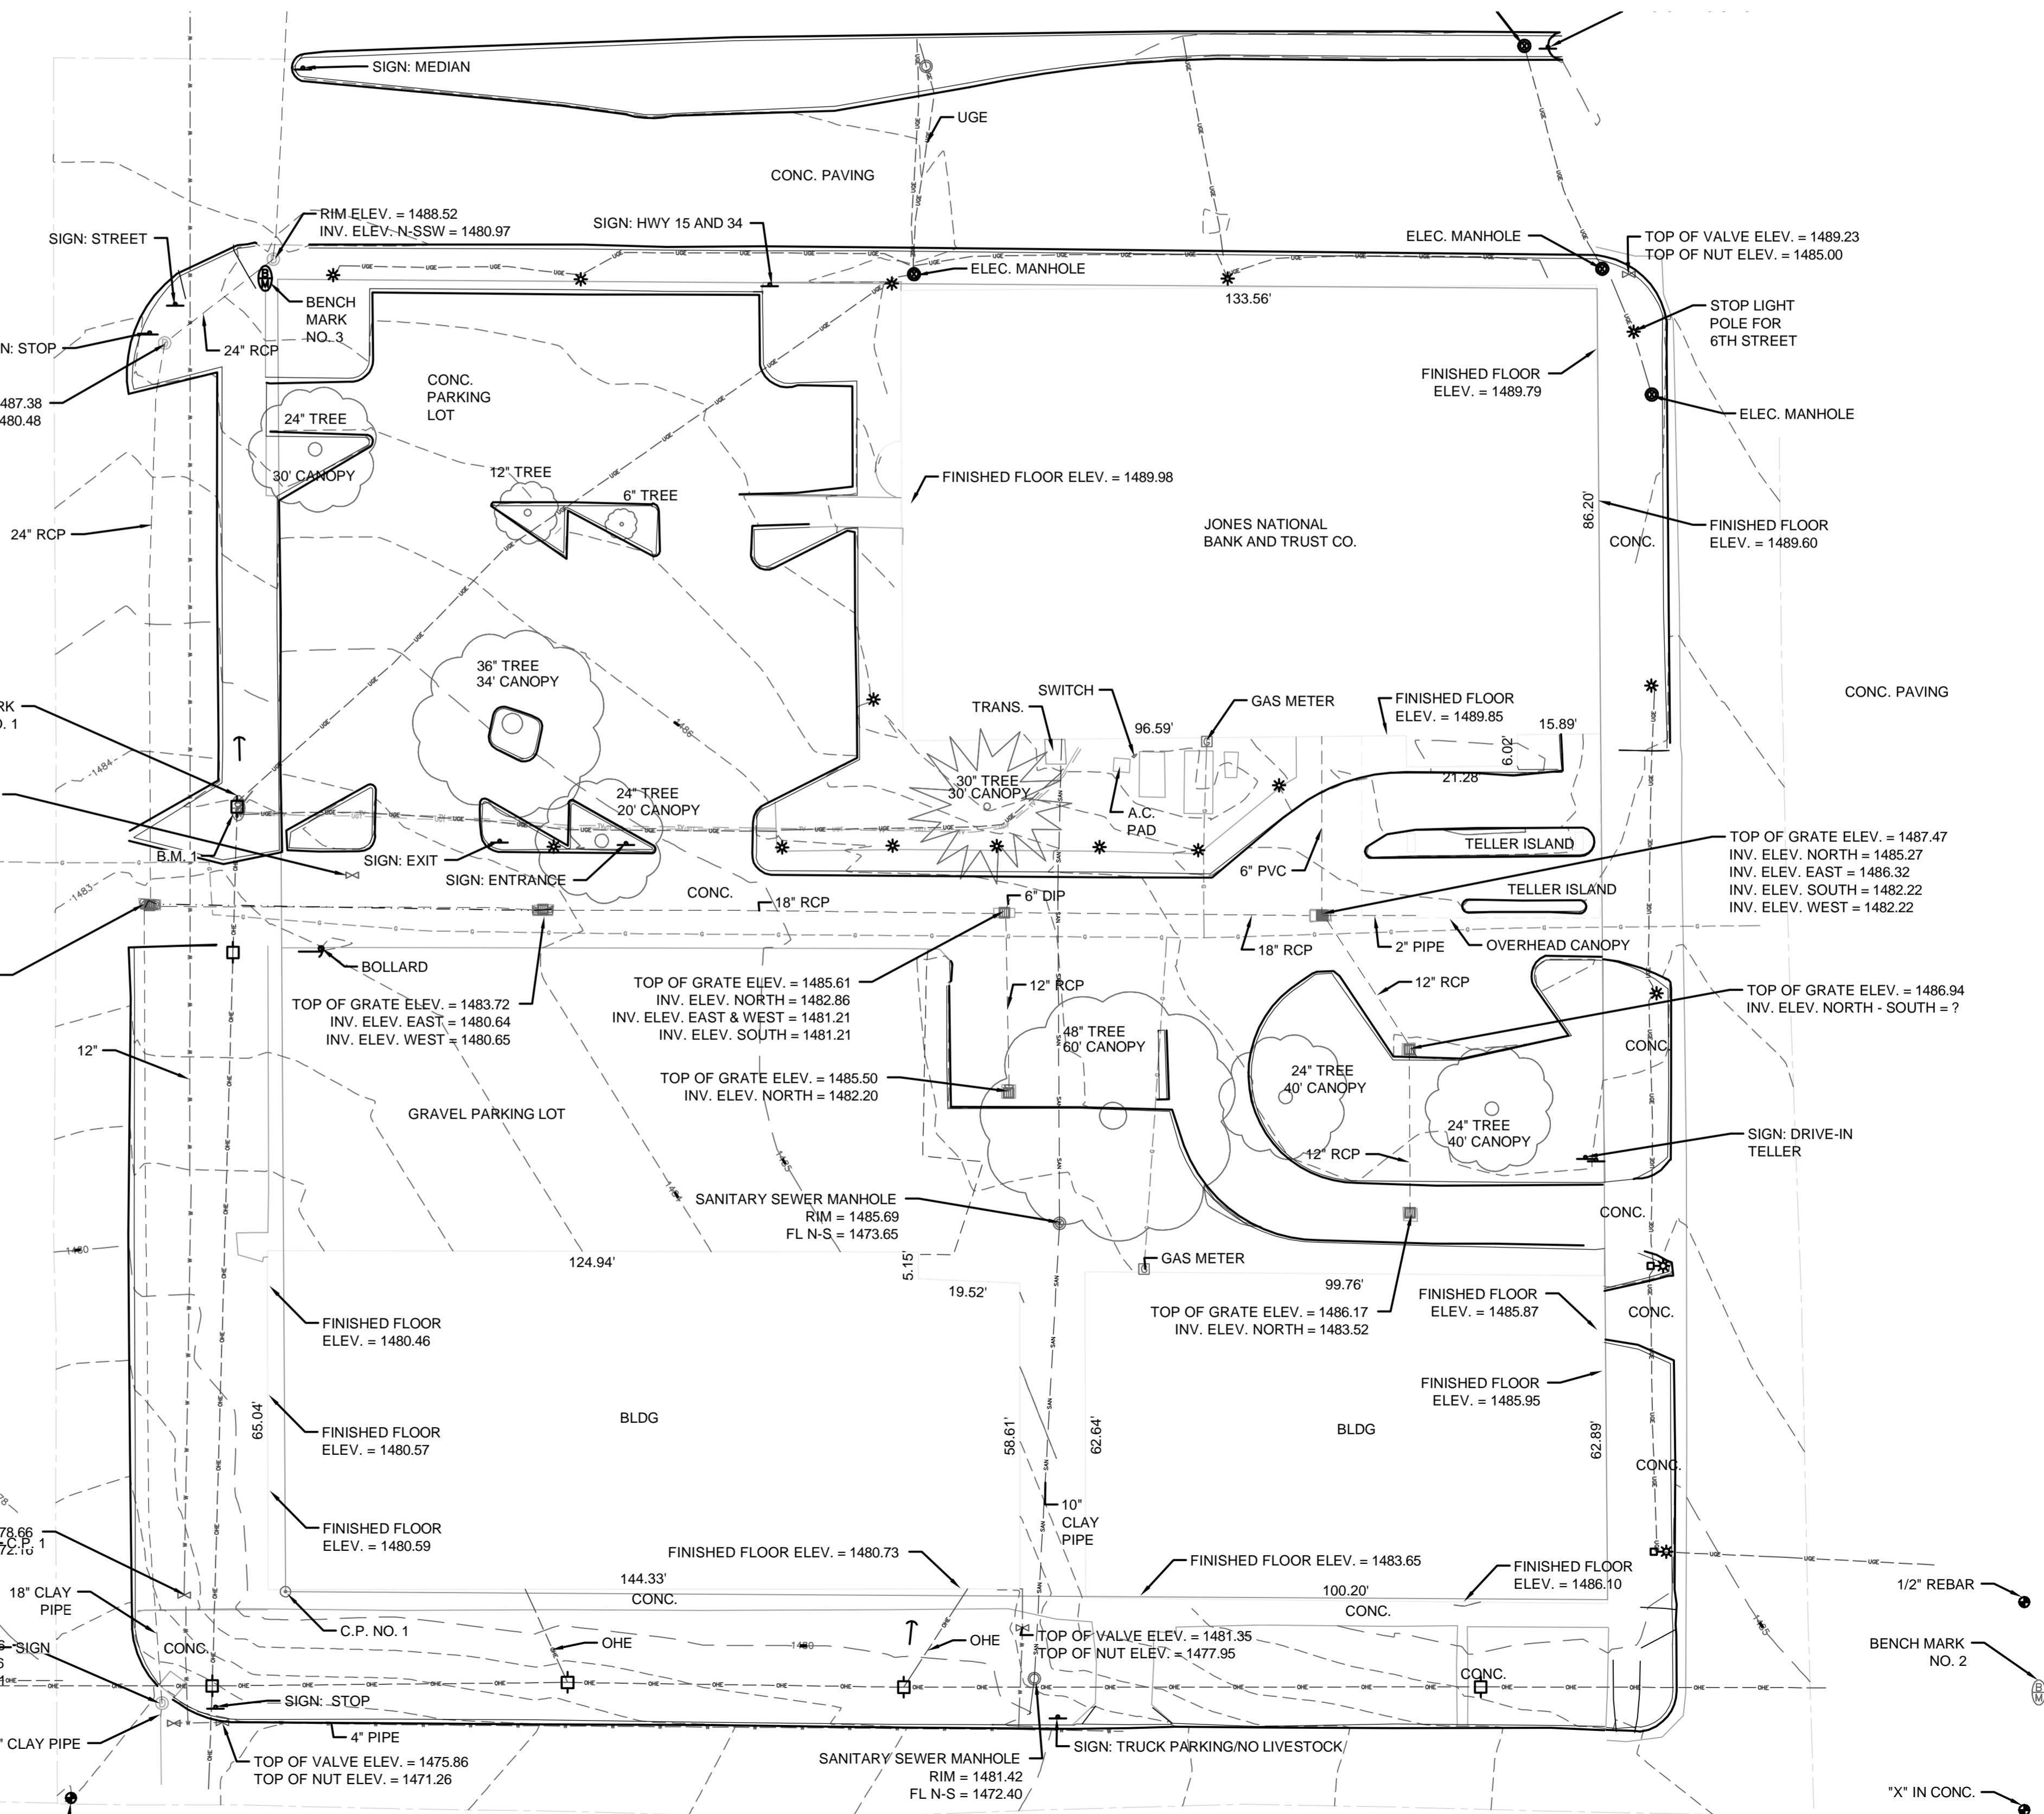 SIGN: MEDIAN
UGE
CONC. PAVING
RIM ELEV. = 1488.52
INV. ELEV. N-SSW = 1480.97
SIGN: HWY 15 AND 34
SIGN: STREET
ELEC. MANHOLE
TOP OF VALVE ELEV. = 1489.23
TOP OF NUT ELEV. = 1485.00
ELEC. MANHOLE
BENCH
MARK
NO. 3
133.56'
STOP LIGHT
POLE FOR
6TH STREET
N: STOP
24" RCP
CONC.
PARKING
LOT
FINISHED FLOOR
ELEV. = 1489.79
487.38
480.48
24" TREE
ELEC. MANHOLE
30' CANOPY
12" TREE
6" TREE
FINISHED FLOOR ELEV. = 1489.98
24" RCP
JONES NATIONAL
BANK AND TRUST CO.
86.20'
FINISHED FLOOR
ELEV. = 1489.60
CONC.
36" TREE
34' CANOPY
SWITCH
GAS METER
FINISHED FLOOR
ELEV. = 1489.85
CONC. PAVING
RK
O. 1
1486
TRANS.
96.59'
15.89'
6.02'
1484
30" TREE
30' CANOPY
21.28'
24" TREE
20' CANOPY
A.C.
PAD
B.M. 1
SIGN: EXIT
SIGN: ENTRANCE
CONC.
6" PVC
TELLER ISLAND
TELLER ISLAND
TOP OF GRATE ELEV. = 1487.47
INV. ELEV. NORTH = 1485.27
INV. ELEV. EAST = 1486.32
INV. ELEV. SOUTH = 1482.22
INV. ELEV. WEST = 1482.22
1483
18" RCP
6" DIP
18" RCP
2" PIPE
OVERHEAD CANOPY
BOLLARD
TOP OF GRATE ELEV. = 1483.72
INV. ELEV. EAST = 1480.64
INV. ELEV. WEST = 1480.65
TOP OF GRATE ELEV. = 1485.61
INV. ELEV. NORTH = 1482.86
INV. ELEV. EAST & WEST = 1481.21
INV. ELEV. SOUTH = 1481.21
12" RCP
12" RCP
TOP OF GRATE ELEV. = 1486.94
INV. ELEV. NORTH - SOUTH = ?
12"
48" TREE
60' CANOPY
CONC.
24" TREE
40' CANOPY
TOP OF GRATE ELEV. = 1485.50
INV. ELEV. NORTH = 1482.20
GRAVEL PARKING LOT
24" TREE
40' CANOPY
SIGN: DRIVE-IN
TELLER
1485
1484
12" RCP
SANITARY SEWER MANHOLE
RIM = 1485.69
FL N-S = 1473.65
CONC.
1480
124.94'
5.15'
19.52'
GAS METER
99.76'
FINISHED FLOOR
ELEV. = 1485.87
TOP OF GRATE ELEV. = 1486.17
INV. ELEV. NORTH = 1483.52
CONC.
FINISHED FLOOR
ELEV. = 1480.46
FINISHED FLOOR
ELEV. = 1485.95
65.04'
FINISHED FLOOR
ELEV. = 1480.57
BLDG
58.61'
62.64'
BLDG
62.89'
CONC.
10"
CLAY
PIPE
78.66
C.P. 1
FINISHED FLOOR
ELEV. = 1480.59
FINISHED FLOOR ELEV. = 1480.73
FINISHED FLOOR ELEV. = 1483.65
FINISHED FLOOR
ELEV. = 1486.10
18" CLAY
PIPE
144.33'
CONC.
100.20'
CONC.
1/2" REBAR
C.P. NO. 1
SIGN
CONC.
OHE
1480
OHE
TOP OF VALVE ELEV. = 1481.35
TOP OF NUT ELEV. = 1477.95
1485
BENCH MARK
NO. 2
CONC.
SIGN: STOP
" CLAY PIPE
4" PIPE
TOP OF VALVE ELEV. = 1475.86
TOP OF NUT ELEV. = 1471.26
SANITARY SEWER MANHOLE
RIM = 1481.42
FL N-S = 1472.40
SIGN: TRUCK PARKING/NO LIVESTOCK
"X" IN CONC.